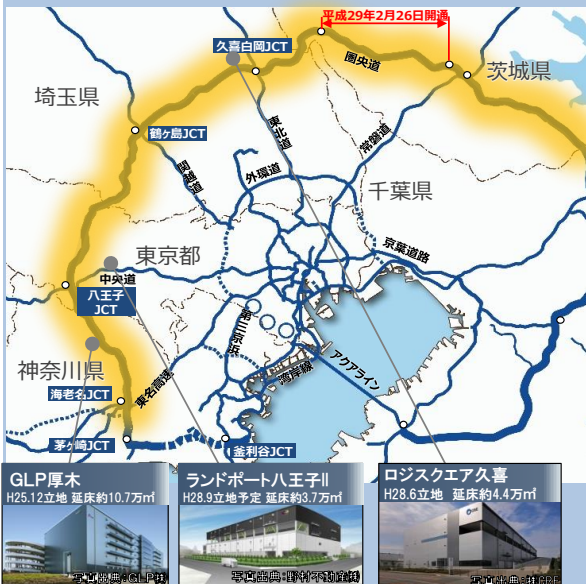 平成29年2月26日開通
久喜白岡JCT
圏央道
茨城県
埼玉県
鶴ヶ島JCT
東北道
常磐道
関越道
外環道
千葉県
東京都
京葉道路
中央道
八王子
JCT
第三京浜
神奈川県
アクアライン
湾岸線
海老名JCT
東名高速
茅ヶ崎JCT
釜利谷JCT
GLP厚木
H25.12立地 延床約10.7万㎡
写真出典:GLP㈱
ランドポート八王子Ⅱ
H28.9立地予定 延床約3.7万㎡
写真出典:野村不動産㈱
ロジスクエア久喜
H28.6立地 延床約4.4万㎡
写真出典:㈱CRE